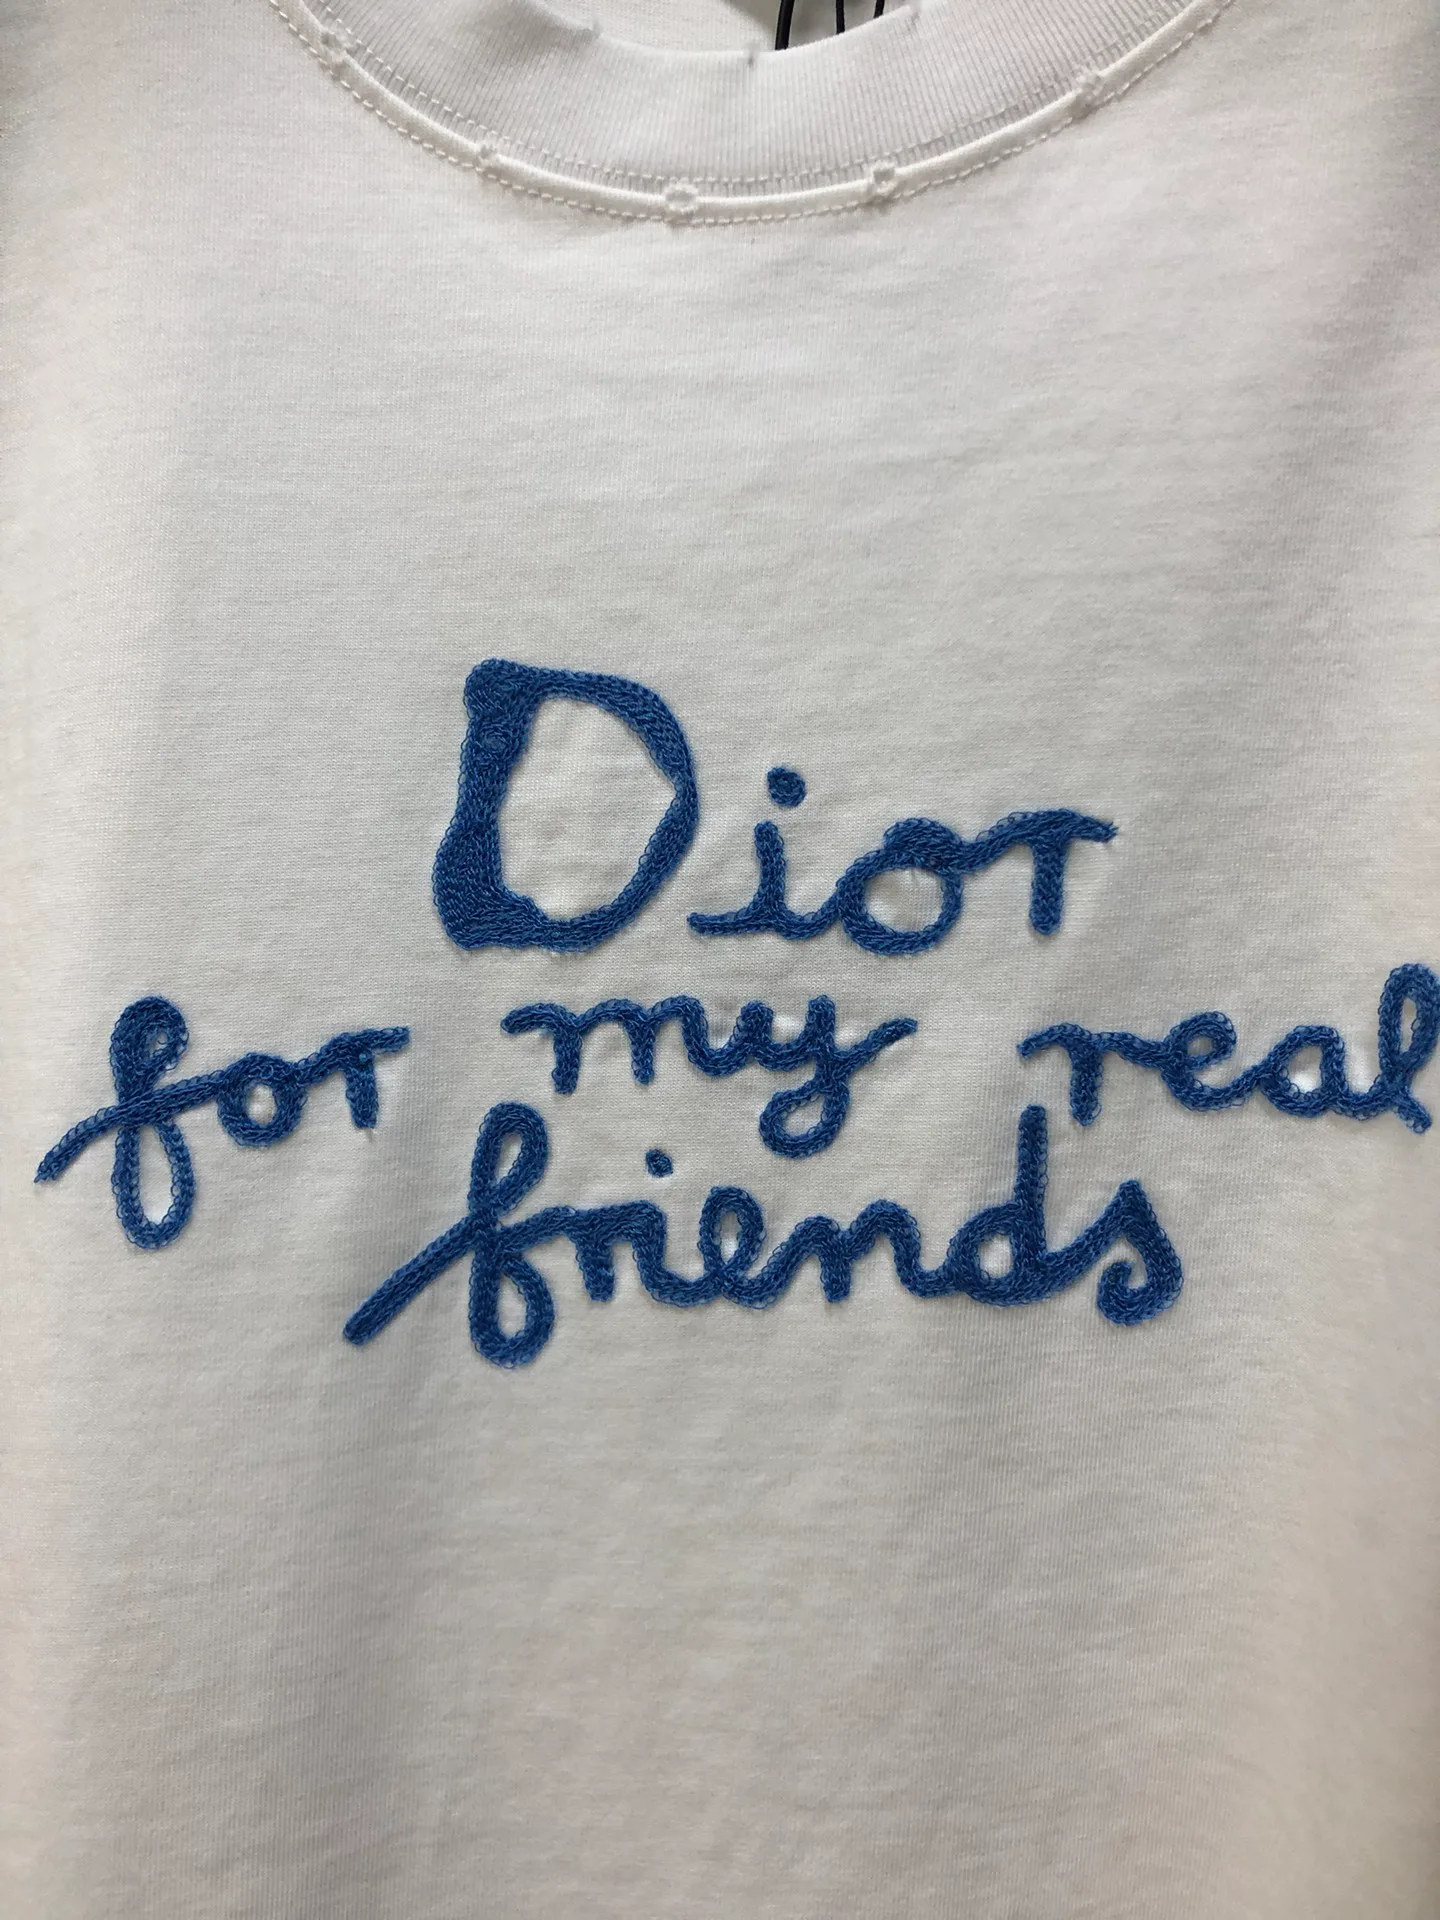 Dior
for my real
friends